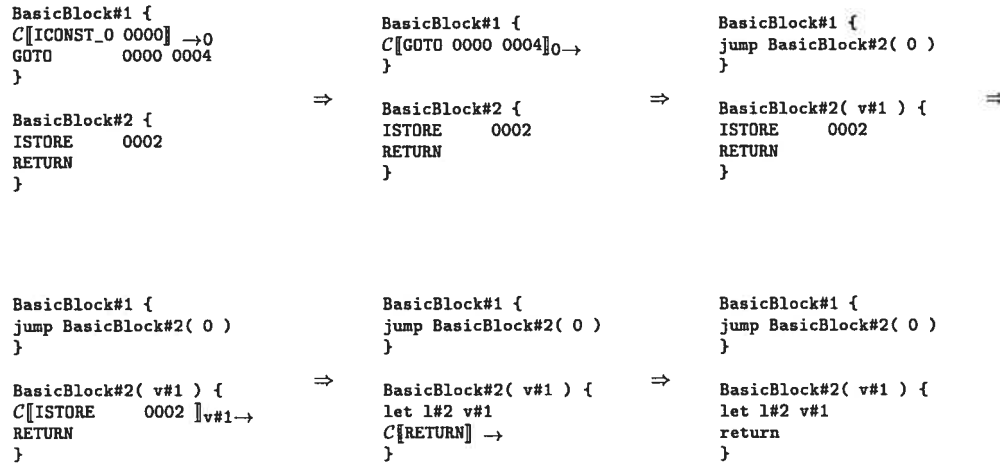 BasicBlock#1 {
C⟦ICONST_0 0000⟧ →0
GOTO 0000 0004
}
BasicBlock#2 {
ISTORE 0002
RETURN
}
⇒
BasicBlock#1 {
C⟦GOTO 0000 0004⟧0→
}
BasicBlock#2 {
ISTORE 0002
RETURN
}
⇒
BasicBlock#1 {
jump BasicBlock#2( 0 )
}
BasicBlock#2( v#1 ) {
ISTORE 0002
RETURN
}
⇒
BasicBlock#1 {
jump BasicBlock#2( 0 )
}
BasicBlock#2( v#1 ) {
C⟦ISTORE 0002 ⟧v#1→
RETURN
}
⇒
BasicBlock#1 {
jump BasicBlock#2( 0 )
}
BasicBlock#2( v#1 ) {
let l#2 v#1
C⟦RETURN⟧ →
}
⇒
BasicBlock#1 {
jump BasicBlock#2( 0 )
}
BasicBlock#2( v#1 ) {
let l#2 v#1
return
}